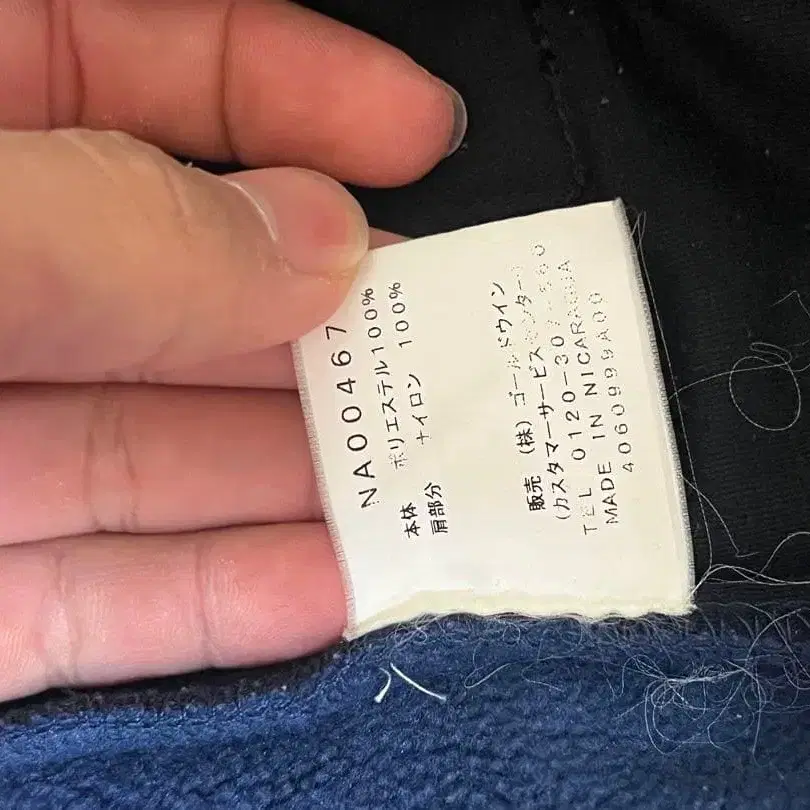 NA00467
本体 ポリエステル100%
肩部分 ナイロン 100%
販売 (株) ゴールドウイン
(カスタマーサービスセンター)
TEL 0120-307-560
MADE IN NICARAGUA
4060999A00